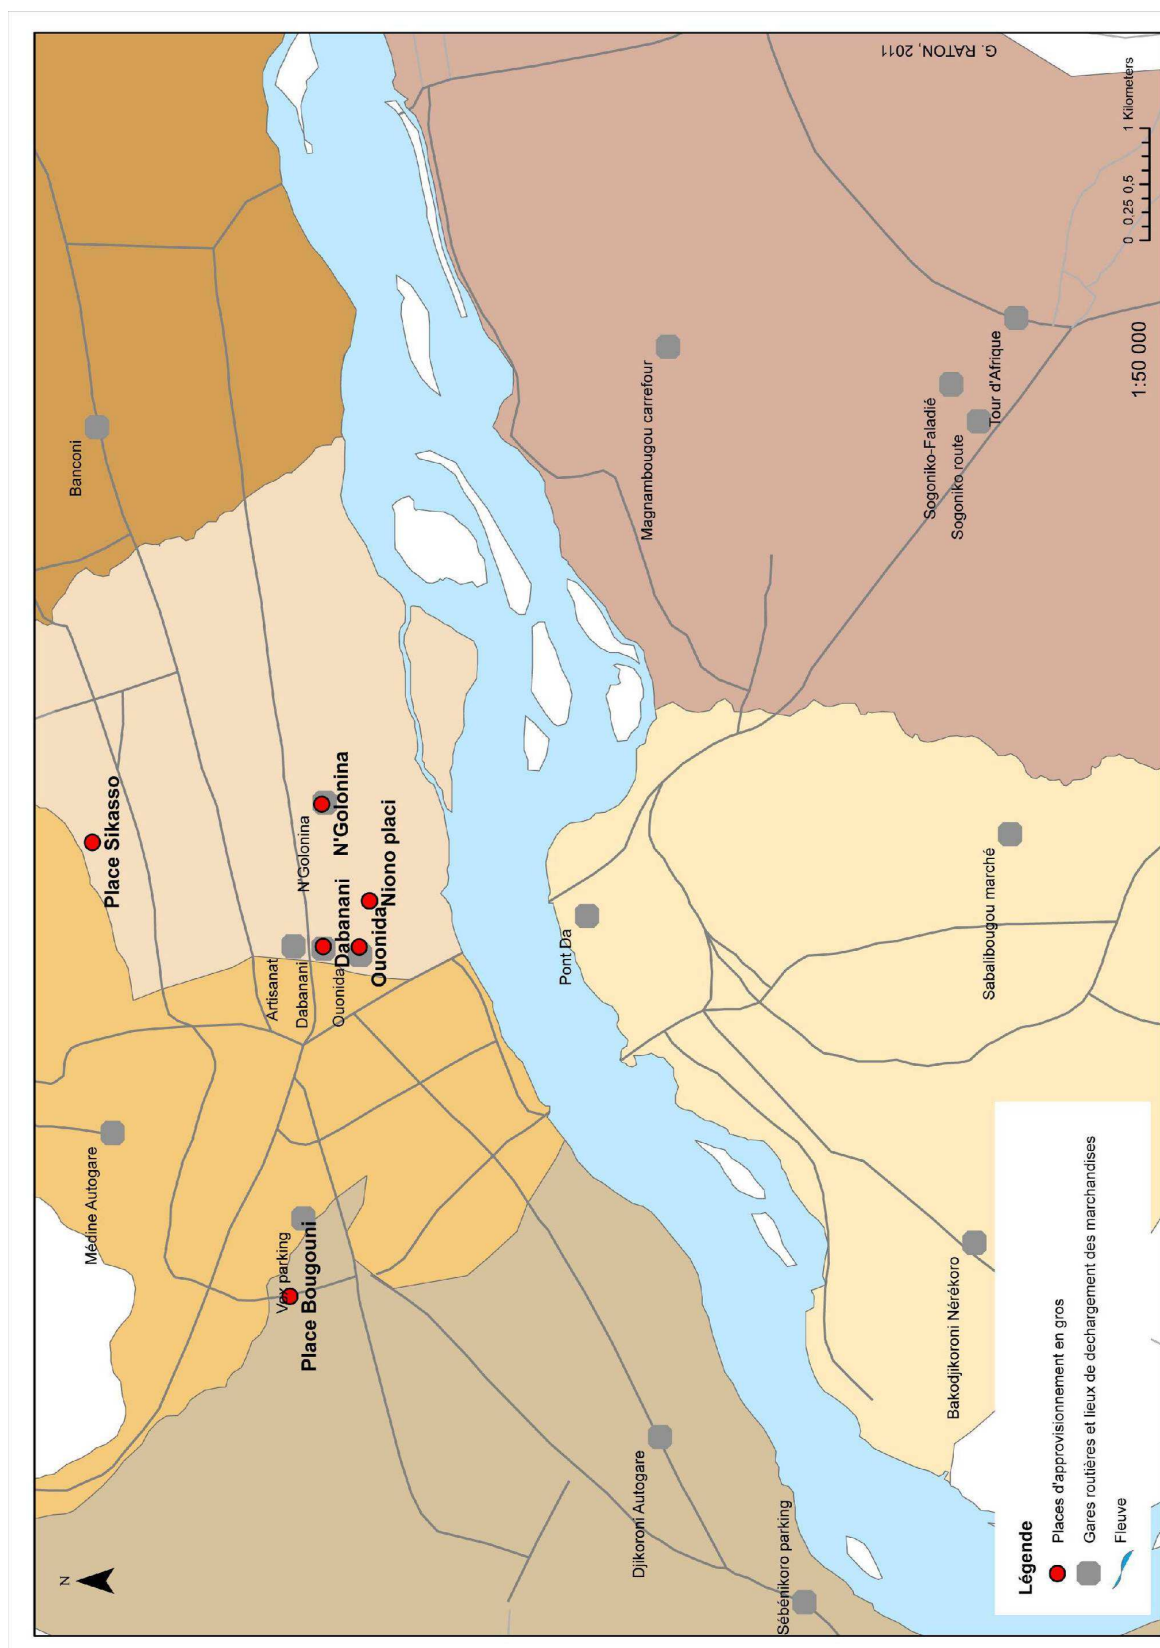 N
Banconi
Place Sikasso
Médine Autogare
Artisanat
Dabanani
Ouonida
N'Golonina
N'Golonina
Dabanani
Ouonida
Niono placi
Vox parking
Place Bougouni
Magnambougou carrefour
Pont Da
Sogoniko-Faladié
Sogoniko route
Tour d'Afrique
Sabalibougou marché
Djikoroni Autogare
Sébénikoro parking
Bakodjikoroni Nérékoro
Légende
Places d'approvisionnement en gros
Gares routières et lieux de dechargement des marchandises
Fleuve
G. RATON, 2011
0 0,25 0,5 1 Kilometers
1:50 000